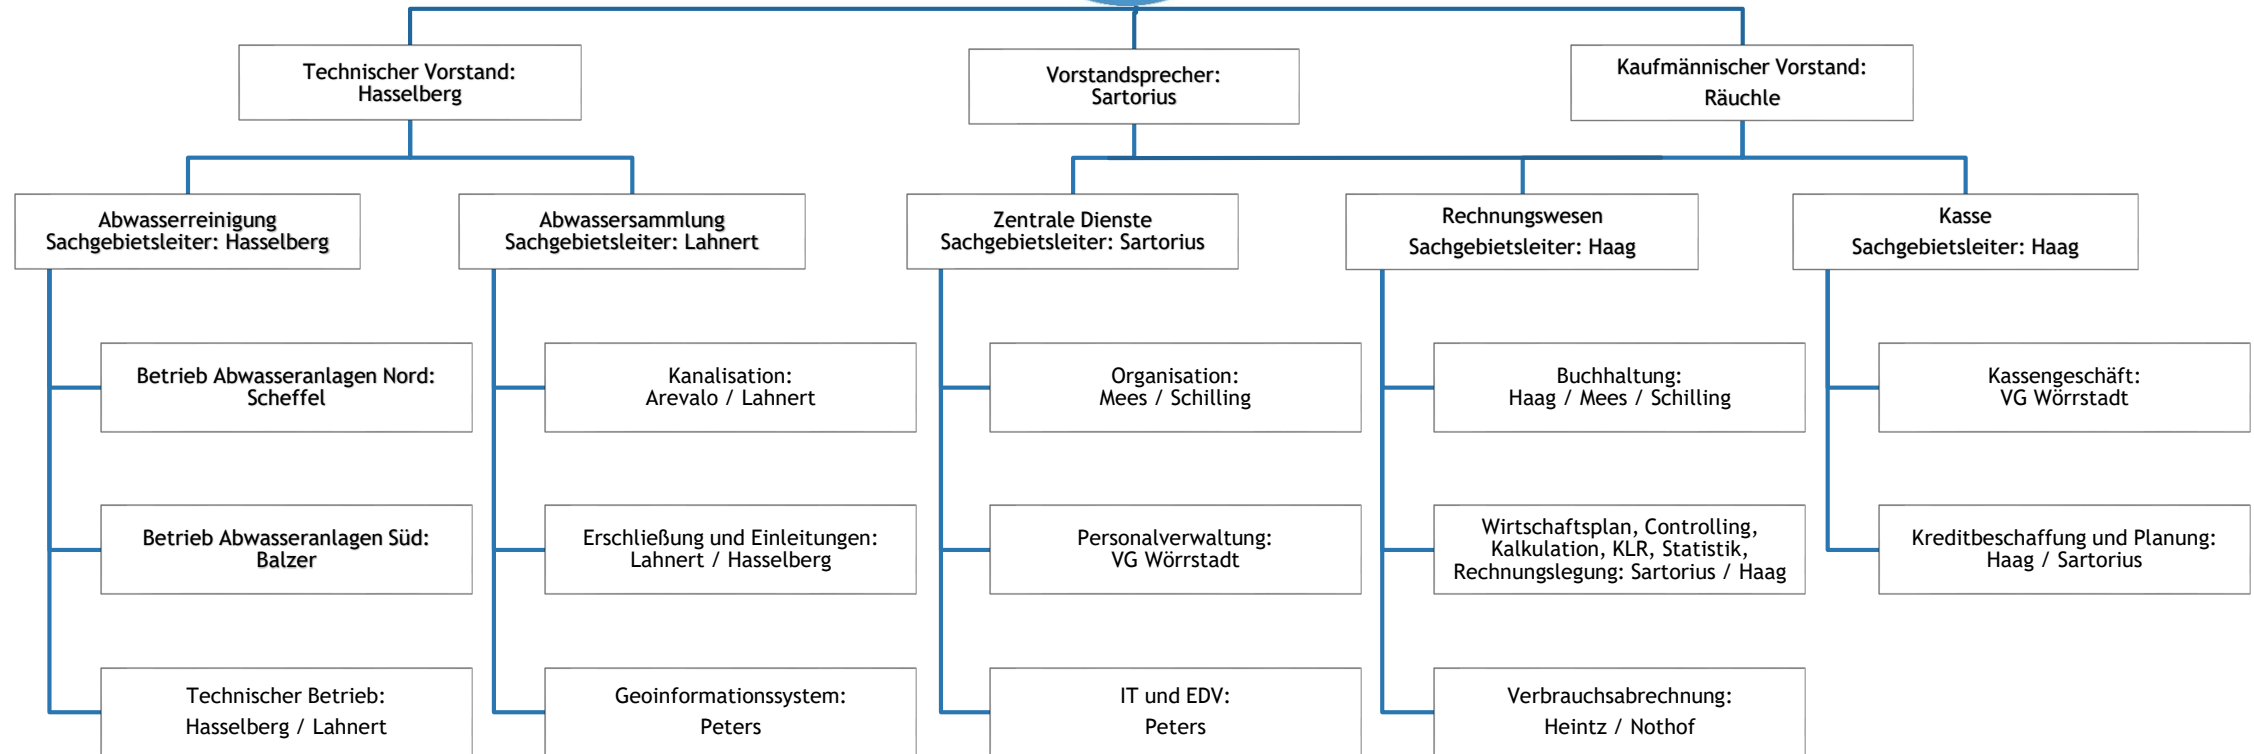 Technischer Vorstand:
Hasselberg
Vorstandsprecher:
Sartorius
Kaufmännischer Vorstand:
Räuchle
Abwasserreinigung
Sachgebietsleiter: Hasselberg
Abwassersammlung
Sachgebietsleiter: Lahnert
Zentrale Dienste
Sachgebietsleiter: Sartorius
Rechnungswesen
Sachgebietsleiter: Haag
Kasse
Sachgebietsleiter: Haag
Betrieb Abwasseranlagen Nord:
Scheffel
Kanalisation:
Arevalo / Lahnert
Organisation:
Mees / Schilling
Buchhaltung:
Haag / Mees / Schilling
Kassengeschäft:
VG Wörrstadt
Betrieb Abwasseranlagen Süd:
Balzer
Erschließung und Einleitungen:
Lahnert / Hasselberg
Personalverwaltung:
VG Wörrstadt
Wirtschaftsplan, Controlling,
Kalkulation, KLR, Statistik,
Rechnungslegung: Sartorius / Haag
Kreditbeschaffung und Planung:
Haag / Sartorius
Technischer Betrieb:
Hasselberg / Lahnert
Geoinformationssystem:
Peters
IT und EDV:
Peters
Verbrauchsabrechnung:
Heintz / Nothof